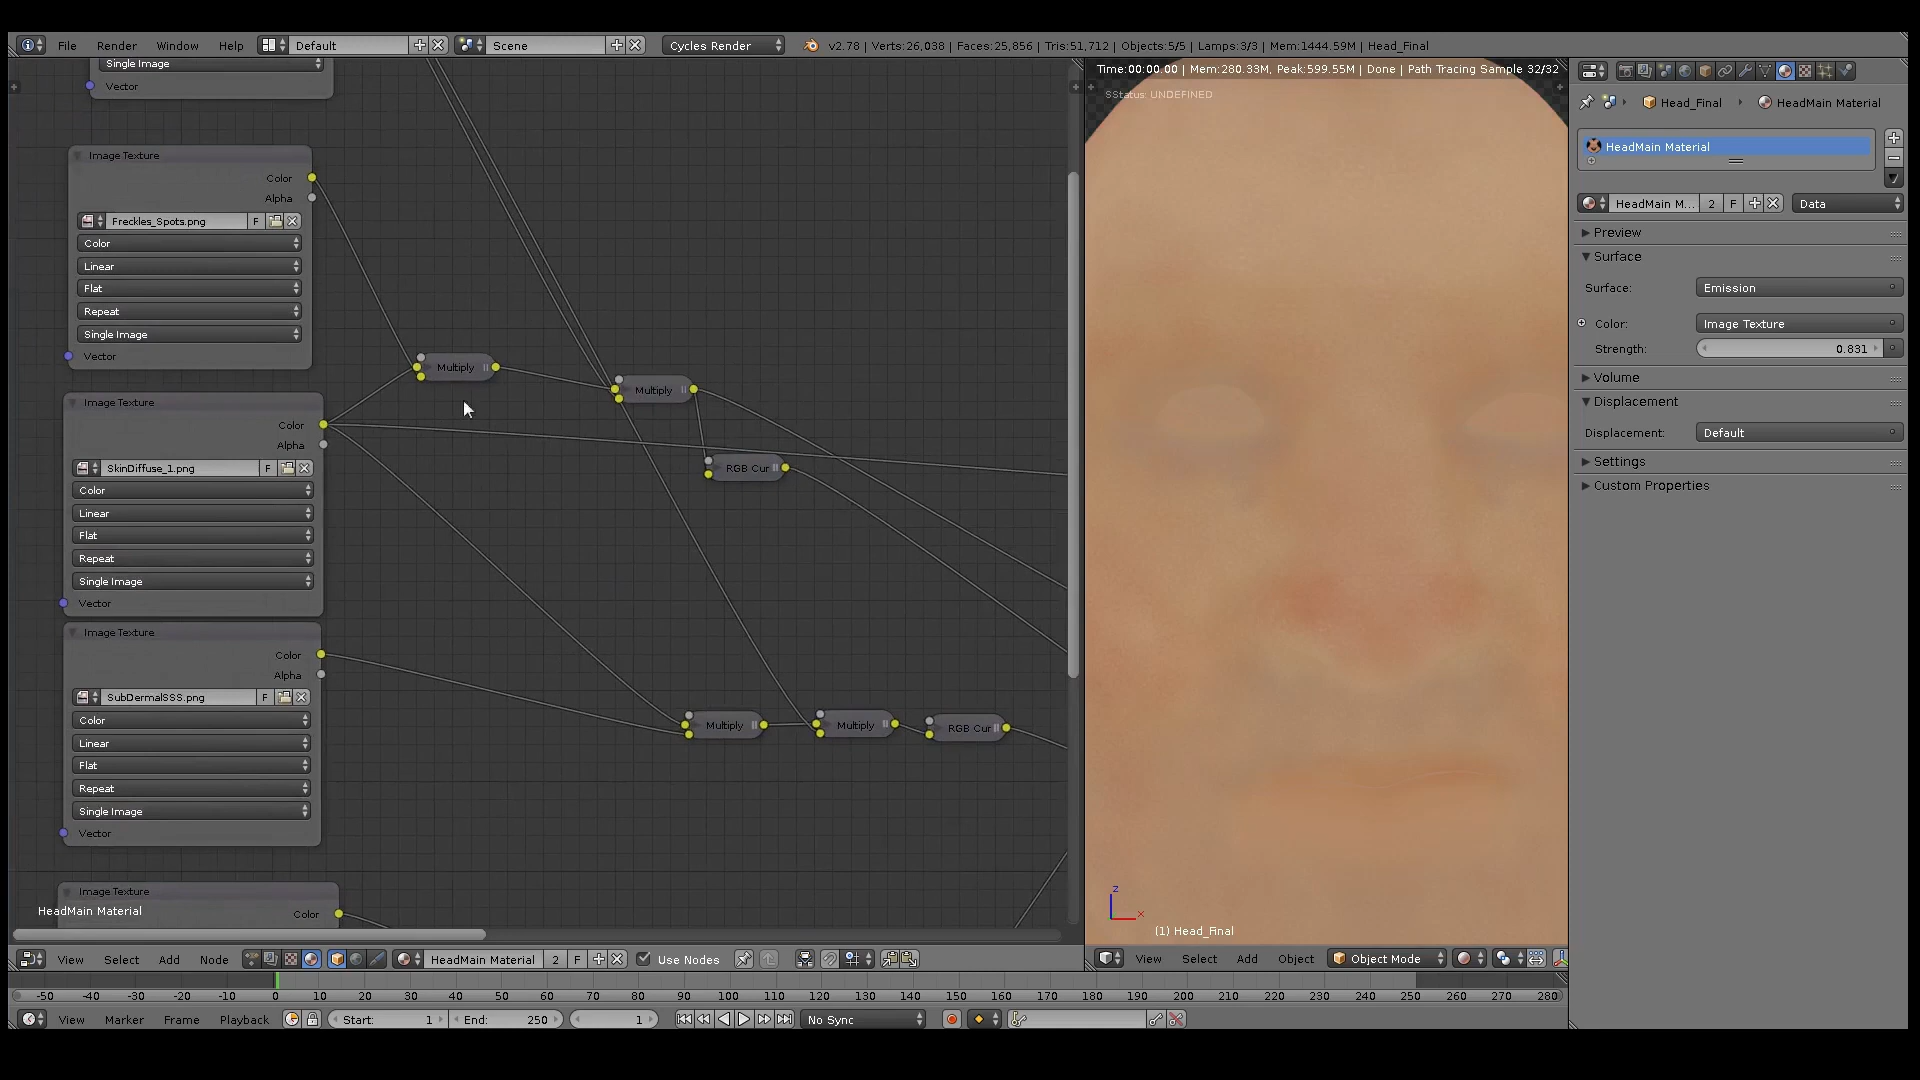 File Render Window Help Default Scene Cycles Render v2.78 | Verts:26,038 | Faces:25,856 | Tris:51,712 | Objects:5/5 | Lamps:3/3 | Mem:1444.59M | Head_Final
Single Image
Vector
Image Texture
Color
Alpha
Freckles_Spots.png F
Color
Linear
Flat
Repeat
Single Image
Vector
Image Texture
Color
Alpha
SkinDiffuse_1.png F
Color
Linear
Flat
Repeat
Single Image
Vector
Image Texture
Color
Alpha
SubDermalSSS.png F
Color
Linear
Flat
Repeat
Single Image
Vector
Image Texture
Color
HeadMain Material
Multiply
Multiply
RGB Cur
Multiply
Multiply
RGB Cur
Time:00:00.00 | Mem:280.33M, Peak:599.55M | Done | Path Tracing Sample 32/32
SStatus: UNDEFINED
z
x
(1) Head_Final
Head_Final HeadMain Material
HeadMain Material
HeadMain M... 2 F Data
Preview
Surface
Surface: Emission
Color: Image Texture
Strength: 0.831
Volume
Displacement
Displacement: Default
Settings
Custom Properties
View Select Add Node HeadMain Material 2 F Use Nodes
View Select Add Object Object Mode
-50 -40 -30 -20 -10 0 10 20 30 40 50 60 70 80 90 100 110 120 130 140 150 160 170 180 190 200 210 220 230 240 250 260 270 280
View Marker Frame Playback Start: 1 End: 250 1 No Sync